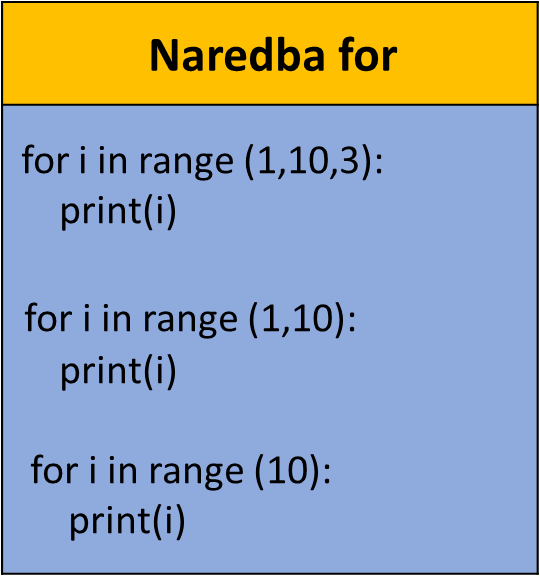 Naredba for
for i in range (1,10,3):
print(i)
for i in range (1,10):
print(i)
for i in range (10):
print(i)